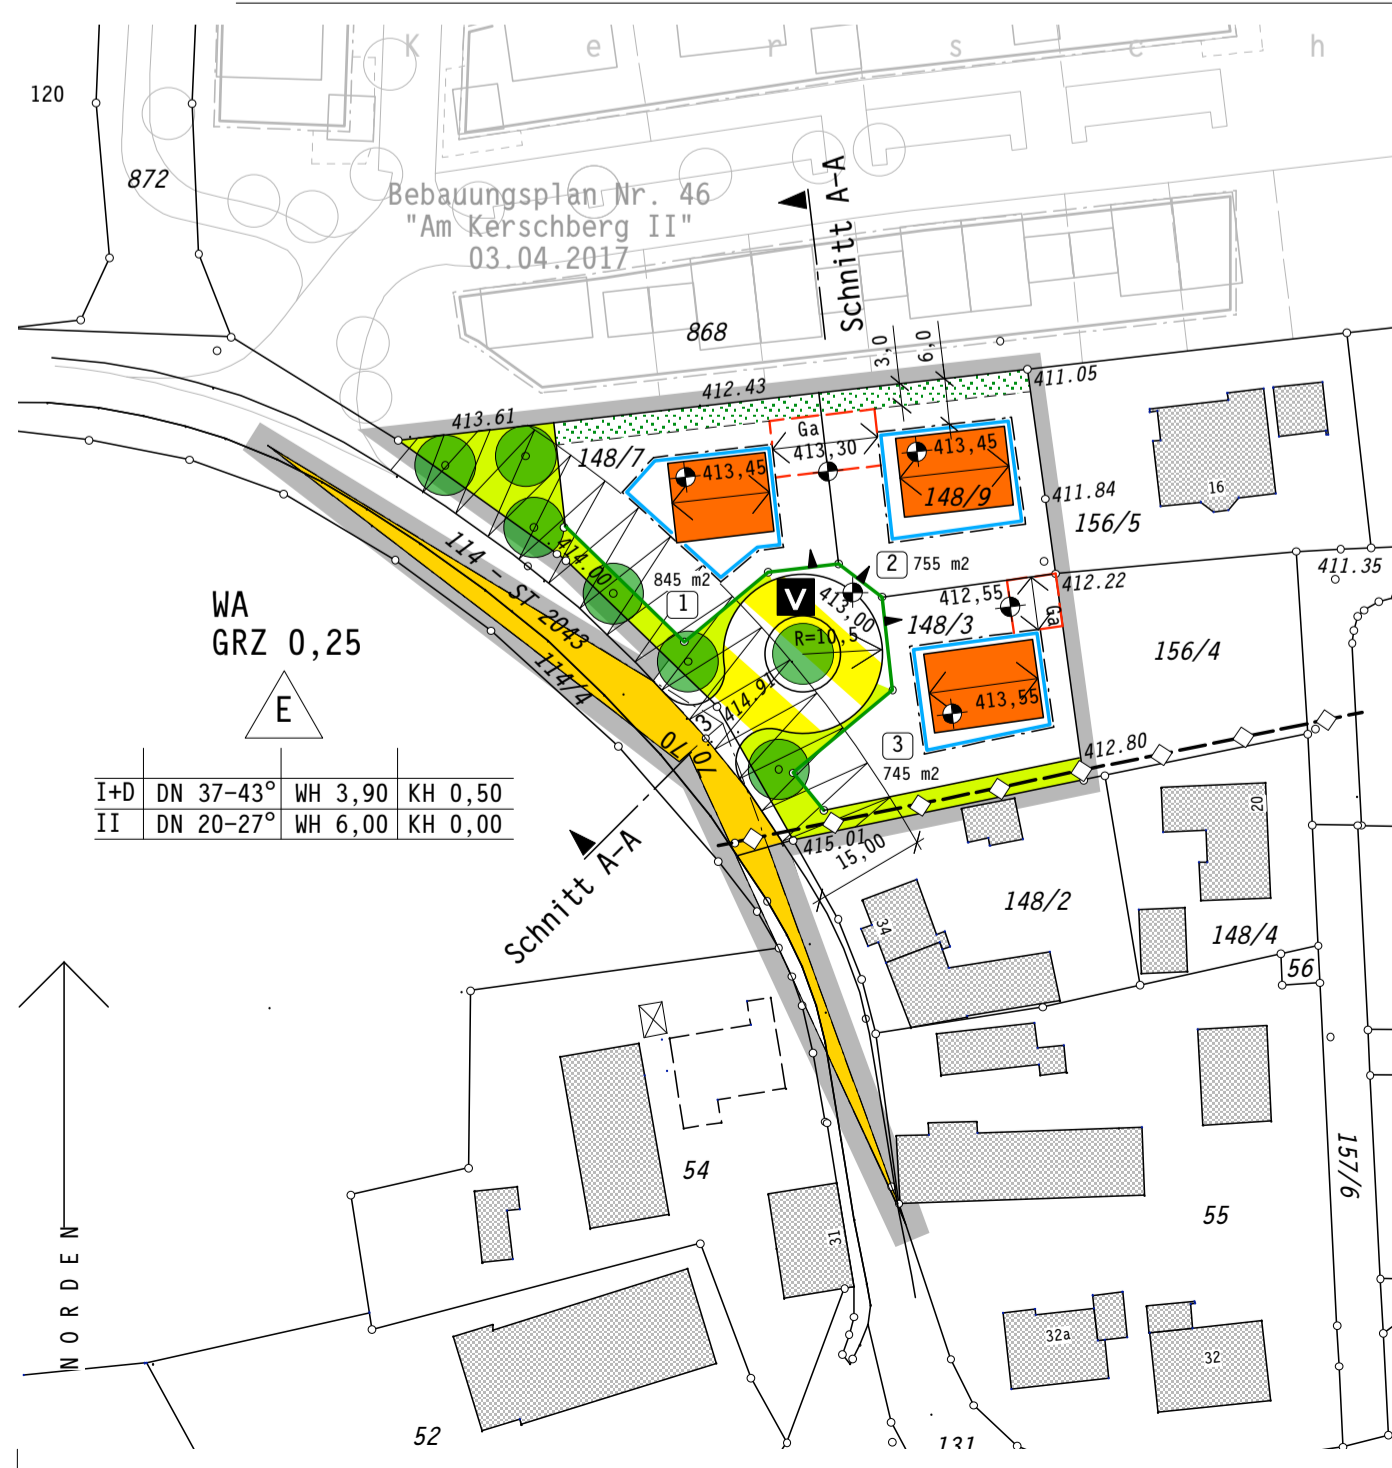 K e r s c h
120
872
Bebauungsplan Nr. 46
"Am Kerschberg II"
03.04.2017
Schnitt A-A
868
3,0
6,0
412.43
411.05
413.61
Ga
413,30
148/7
413,45
413,45
148/9
411.84
156/5
16
114 - ST 2043
414.00
845 m2
1
2
755 m2
V
413,00
R=10,5
412,55
Ga
412.22
411.35
148/3
156/4
WA
GRZ 0,25
E
114/4
3
414.91
413,55
70
70
3
745 m2
412.80
I+D DN 37-43° WH 3,90 KH 0,50
II DN 20-27° WH 6,00 KH 0,00
415.01
15,00
Schnitt A-A
20
34
148/2
148/4
56
54
55
157/6
31
NORDEN
32a
32
52
131